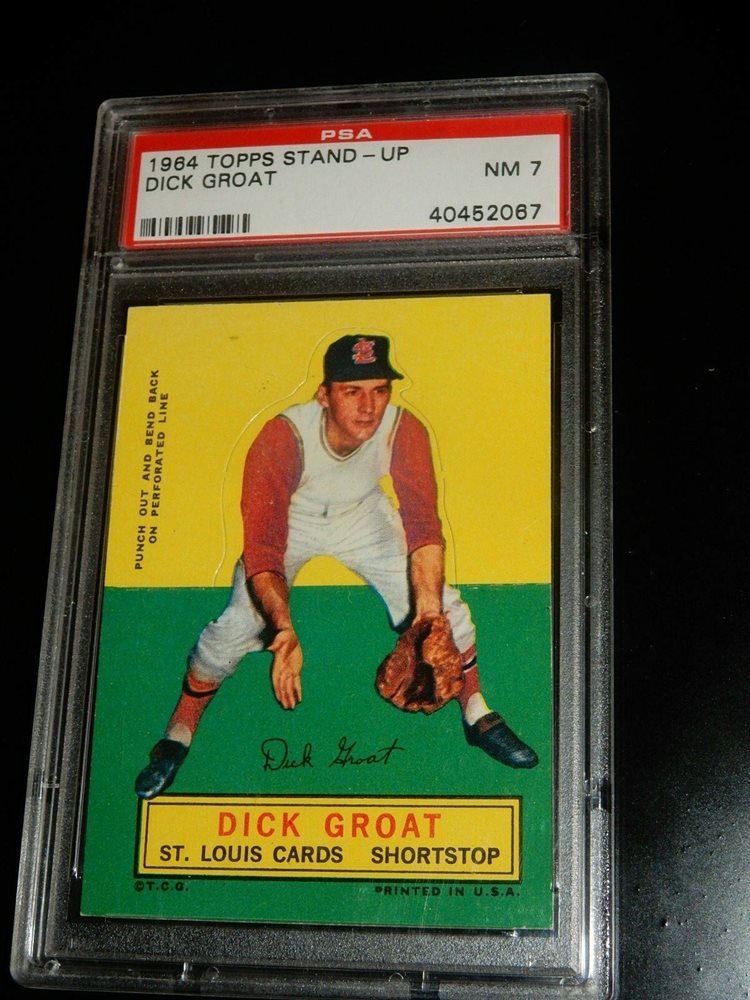 PSA
1964 TOPPS STAND-UP
DICK GROAT
NM 7
40452067
PUNCH OUT AND BEND BACK
ON PERFORATED LINE
StL
Dick Groat
DICK GROAT
ST. LOUIS CARDS SHORTSTOP
©T.C.G.
PRINTED IN U.S.A.